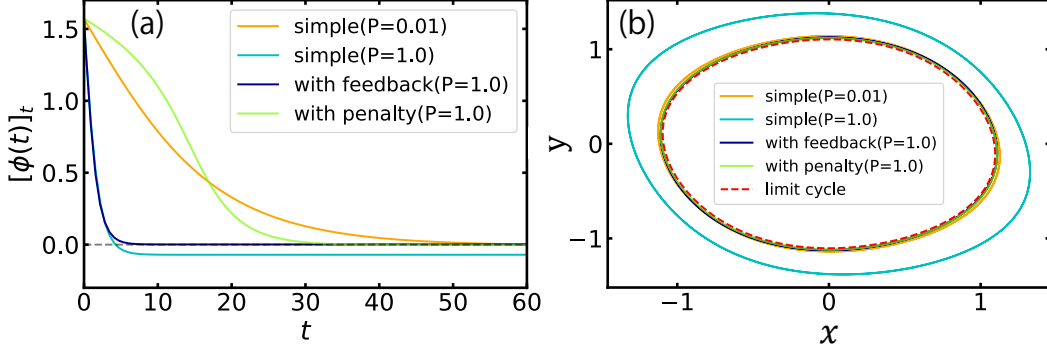 (a)
simple(P=0.01)
simple(P=1.0)
with feedback(P=1.0)
with penalty(P=1.0)
[ϕ(t)]t
1.5
1.0
0.5
0.0
0 10 20 30 40 50 60
t
(b)
simple(P=0.01)
simple(P=1.0)
with feedback(P=1.0)
with penalty(P=1.0)
limit cycle
y
1
0
−1
−1 0 1
x